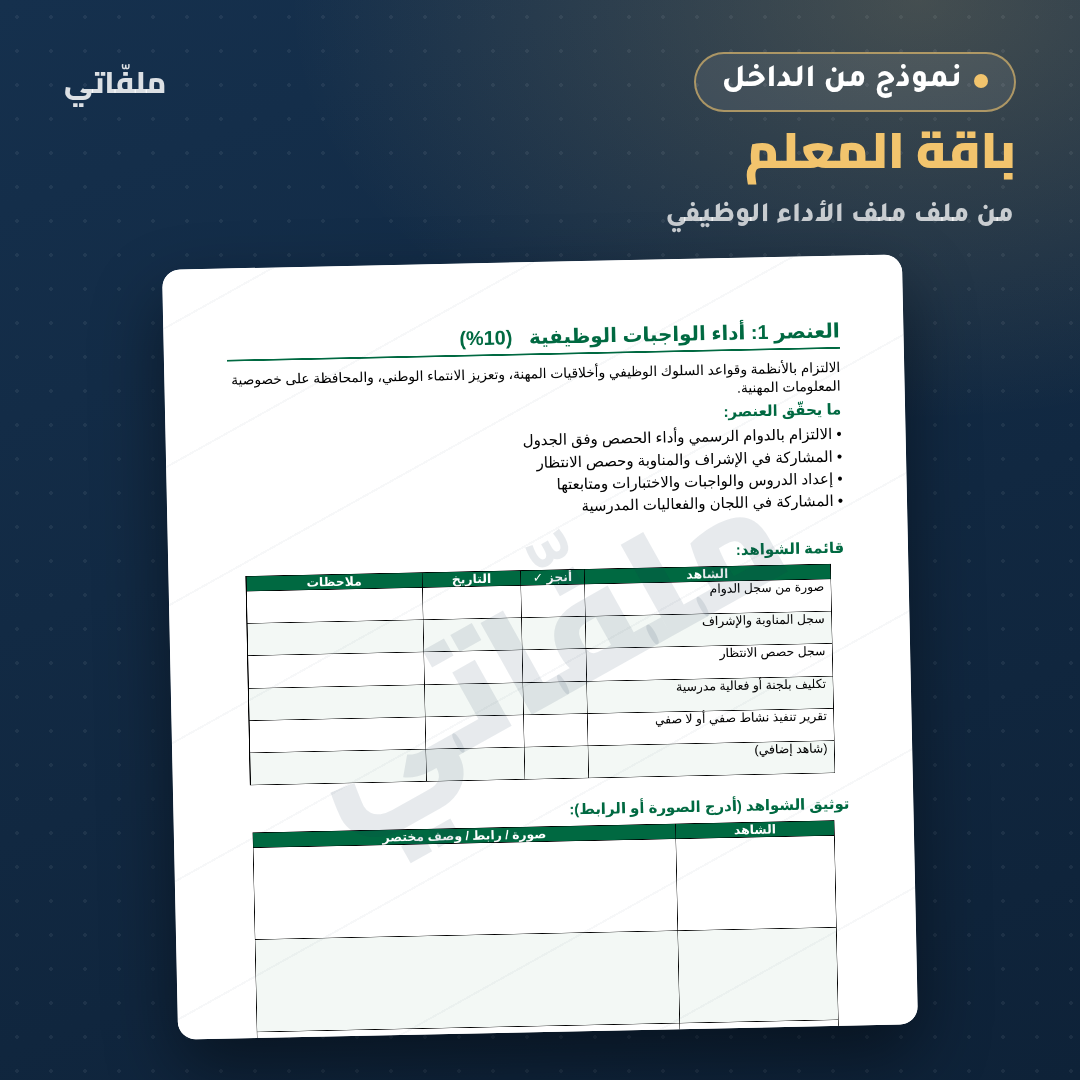 نموذج من الداخل
ملفّاتي
باقة المعلم
من ملف ملف الأداء الوظيفي
العنصر 1: أداء الواجبات الوظيفية (10%)
الالتزام بالأنظمة وقواعد السلوك الوظيفي وأخلاقيات المهنة، وتعزيز الانتماء الوطني، والمحافظة على خصوصية
المعلومات المهنية.
ما يحقّق العنصر:
• الالتزام بالدوام الرسمي وأداء الحصص وفق الجدول
• المشاركة في الإشراف والمناوبة وحصص الانتظار
• إعداد الدروس والواجبات والاختبارات ومتابعتها
• المشاركة في اللجان والفعاليات المدرسية
قائمة الشواهد:
الشاهد أنجز ✓ التاريخ ملاحظات
صورة من سجل الدوام
سجل المناوبة والإشراف
سجل حصص الانتظار
تكليف بلجنة أو فعالية مدرسية
تقرير تنفيذ نشاط صفي أو لا صفي
(شاهد إضافي)
ملفّاتي
توثيق الشواهد (أدرج الصورة أو الرابط):
الشاهد صورة / رابط / وصف مختصر